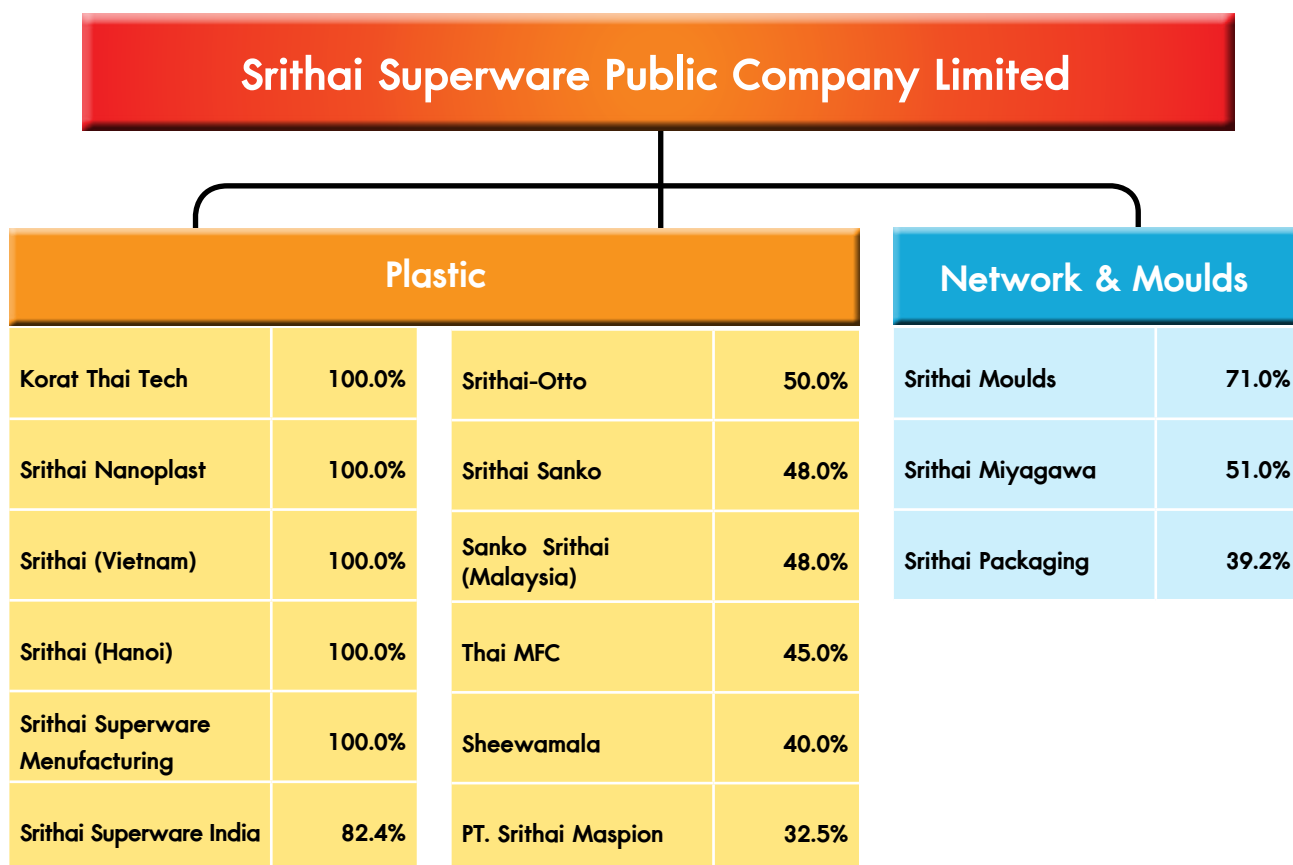 Srithai Superware Public Company Limited
Plastic
Korat Thai Tech 100.0%
Srithai Nanoplast 100.0%
Srithai (Vietnam) 100.0%
Srithai (Hanoi) 100.0%
Srithai Superware
Menufacturing 100.0%
Srithai Superware India 82.4%
Srithai-Otto 50.0%
Srithai Sanko 48.0%
Sanko Srithai
(Malaysia) 48.0%
Thai MFC 45.0%
Sheewamala 40.0%
PT. Srithai Maspion 32.5%
Network & Moulds
Srithai Moulds 71.0%
Srithai Miyagawa 51.0%
Srithai Packaging 39.2%